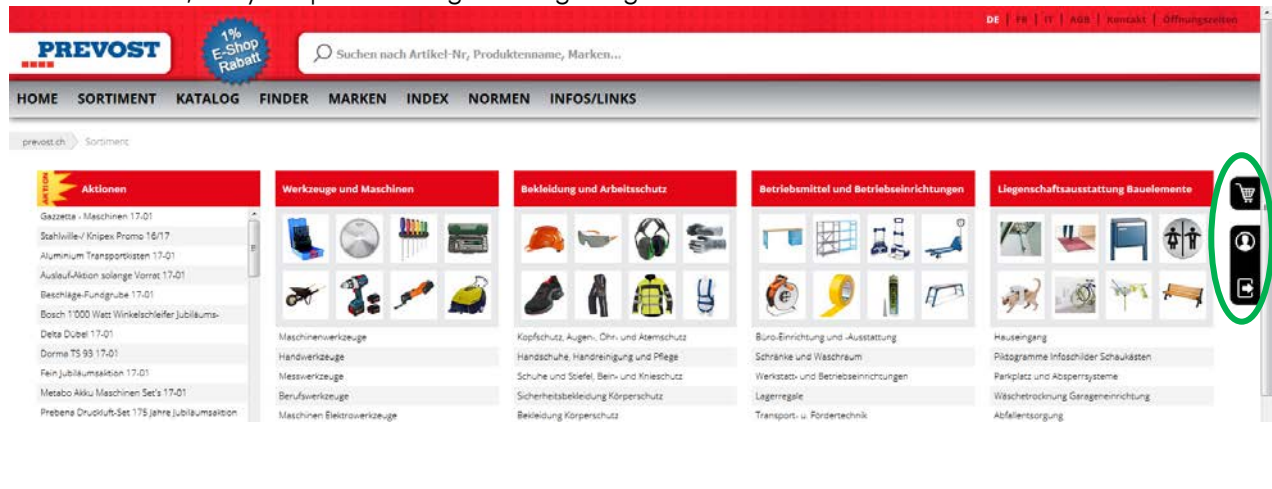 DE | FR | IT | AGB | Kontakt | Öffnungszeiten
PREVOST
1%
E-Shop
Rabatt
Suchen nach Artikel-Nr, Produktenname, Marken...
HOME SORTIMENT KATALOG FINDER MARKEN INDEX NORMEN INFOS/LINKS
prevost.ch Sortiment
AKTION
Aktionen
Gazzette - Maschinen 17-01
Stahlwille-/ Knipex Promo 16/17
Aluminium Transportkisten 17-01
Auslauf-Aktion solange Vorrat 17-01
Beschläge-Fundgrube 17-01
Bosch 1'000 Watt Winkelschleifer Jubiläums-
Delta Dübel 17-01
Dorma TS 93 17-01
Fein Jubiläumsaktion 17-01
Metabo Akku Maschinen Set's 17-01
Prebena Druckluft-Set 175 Jahre Jubiläumsaktion
Werkzeuge und Maschinen
Maschinenwerkzeuge
Handwerkzeuge
Messwerkzeuge
Berufswerkzeuge
Maschinen Elektrowerkzeuge
Bekleidung und Arbeitsschutz
Kopfschutz, Augen-, Ohr- und Atemschutz
Handschuhe, Handreinigung und Pflege
Schuhe und Stiefel, Bein- und Knieschutz
Sicherheitsbekleidung Körperschutz
Bekleidung Körperschutz
Betriebsmittel und Betriebseinrichtungen
Büro-Einrichtung und -Ausstattung
Schränke und Waschraum
Werkstatt- und Betriebseinrichtungen
Lagerregale
Transport- u. Fördertechnik
Liegenschaftsausstattung Bauelemente
Hauseingang
Piktogramme Infoschilder Schaukästen
Parkplatz und Absperrsysteme
Wäschetrocknung Garageneinrichtung
Abfallentsorgung